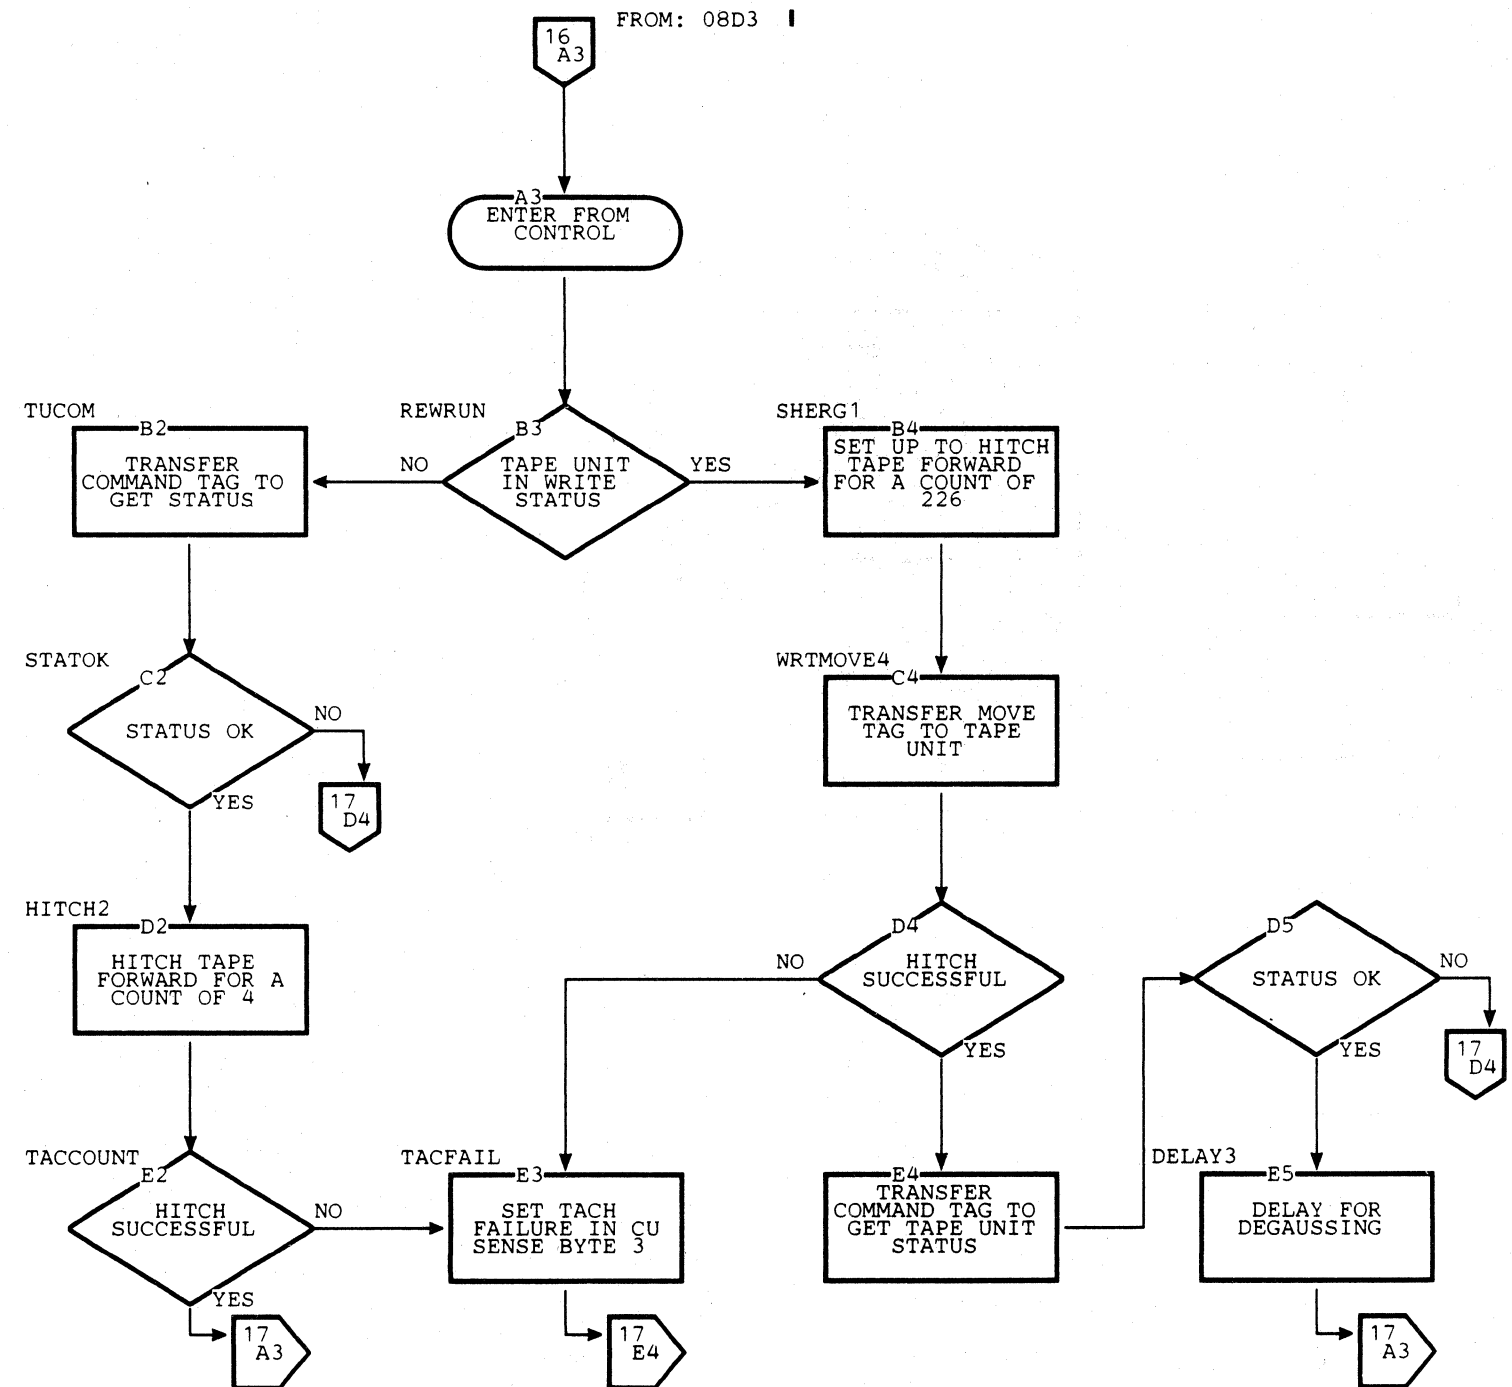 FROM: 08D3
16
A3
A3
ENTER FROM
CONTROL
TUCOM
B2
TRANSFER
COMMAND TAG TO
GET STATUS
NO
REWRUN
B3
TAPE UNIT
IN WRITE
STATUS
YES
SHERG1
B4
SET UP TO HITCH
TAPE FORWARD
FOR A COUNT OF
226
STATOK
C2
STATUS OK
NO
17
D4
YES
WRTMOVE4
C4
TRANSFER MOVE
TAG TO TAPE
UNIT
HITCH2
D2
HITCH TAPE
FORWARD FOR A
COUNT OF 4
NO
D4
HITCH
SUCCESSFUL
YES
D5
STATUS OK
NO
17
D4
YES
TACCOUNT
E2
HITCH
SUCCESSFUL
NO
YES
17
A3
TACFAIL
E3
SET TACH
FAILURE IN CU
SENSE BYTE 3
17
E4
E4
TRANSFER
COMMAND TAG TO
GET TAPE UNIT
STATUS
DELAY3
E5
DELAY FOR
DEGAUSSING
17
A3